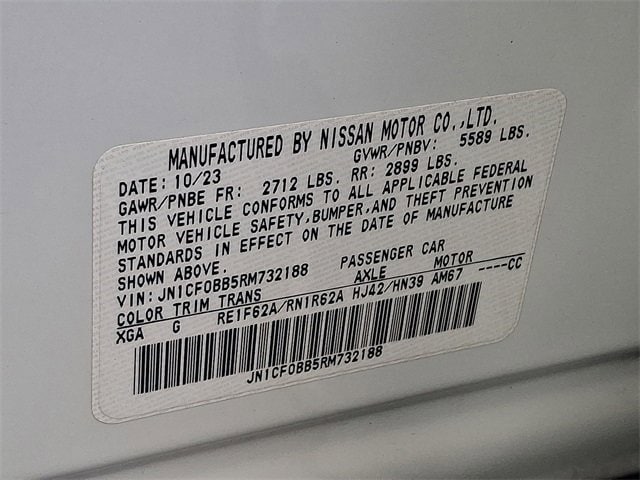 MANUFACTURED BY NISSAN MOTOR CO.,LTD.
DATE: 10/23 GVWR/PNBV: 5589 LBS.
GAWR/PNBE FR: 2712 LBS. RR: 2899 LBS.
THIS VEHICLE CONFORMS TO ALL APPLICABLE FEDERAL
MOTOR VEHICLE SAFETY,BUMPER,AND THEFT PREVENTION
STANDARDS IN EFFECT ON THE DATE OF MANUFACTURE
SHOWN ABOVE.
VIN: JN1CF0BB5RM732188 PASSENGER CAR
COLOR TRIM TRANS AXLE MOTOR
XGA G RE1F62A/RN1R62A HJ42/HN39 AM67 ----CC
JN1CF0BB5RM732188